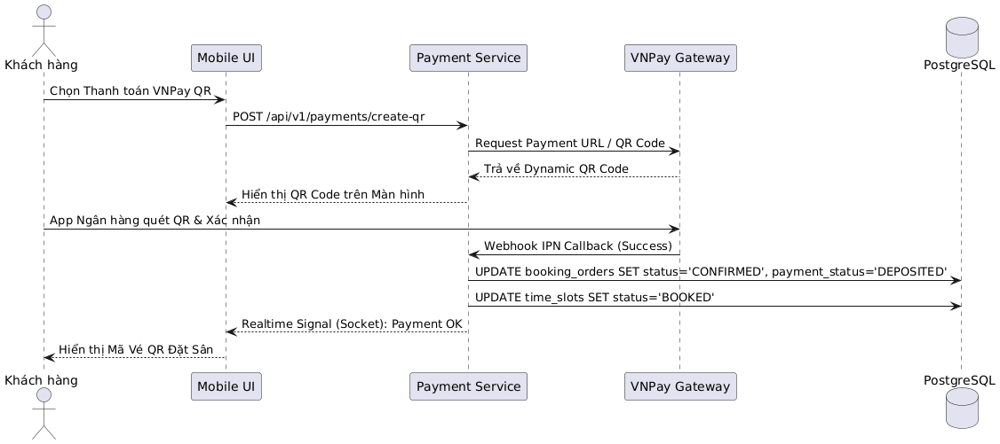 Khách hàng
Mobile UI
Payment Service
VNPay Gateway
PostgreSQL
Chọn Thanh toán VNPay QR
POST /api/v1/payments/create-qr
Request Payment URL / QR Code
Trả về Dynamic QR Code
Hiển thị QR Code trên Màn hình
App Ngân hàng quét QR & Xác nhận
Webhook IPN Callback (Success)
UPDATE booking_orders SET status='CONFIRMED', payment_status='DEPOSITED'
UPDATE time_slots SET status='BOOKED'
Realtime Signal (Socket): Payment OK
Hiển thị Mã Vé QR Đặt Sân
Khách hàng
Mobile UI
Payment Service
VNPay Gateway
PostgreSQL